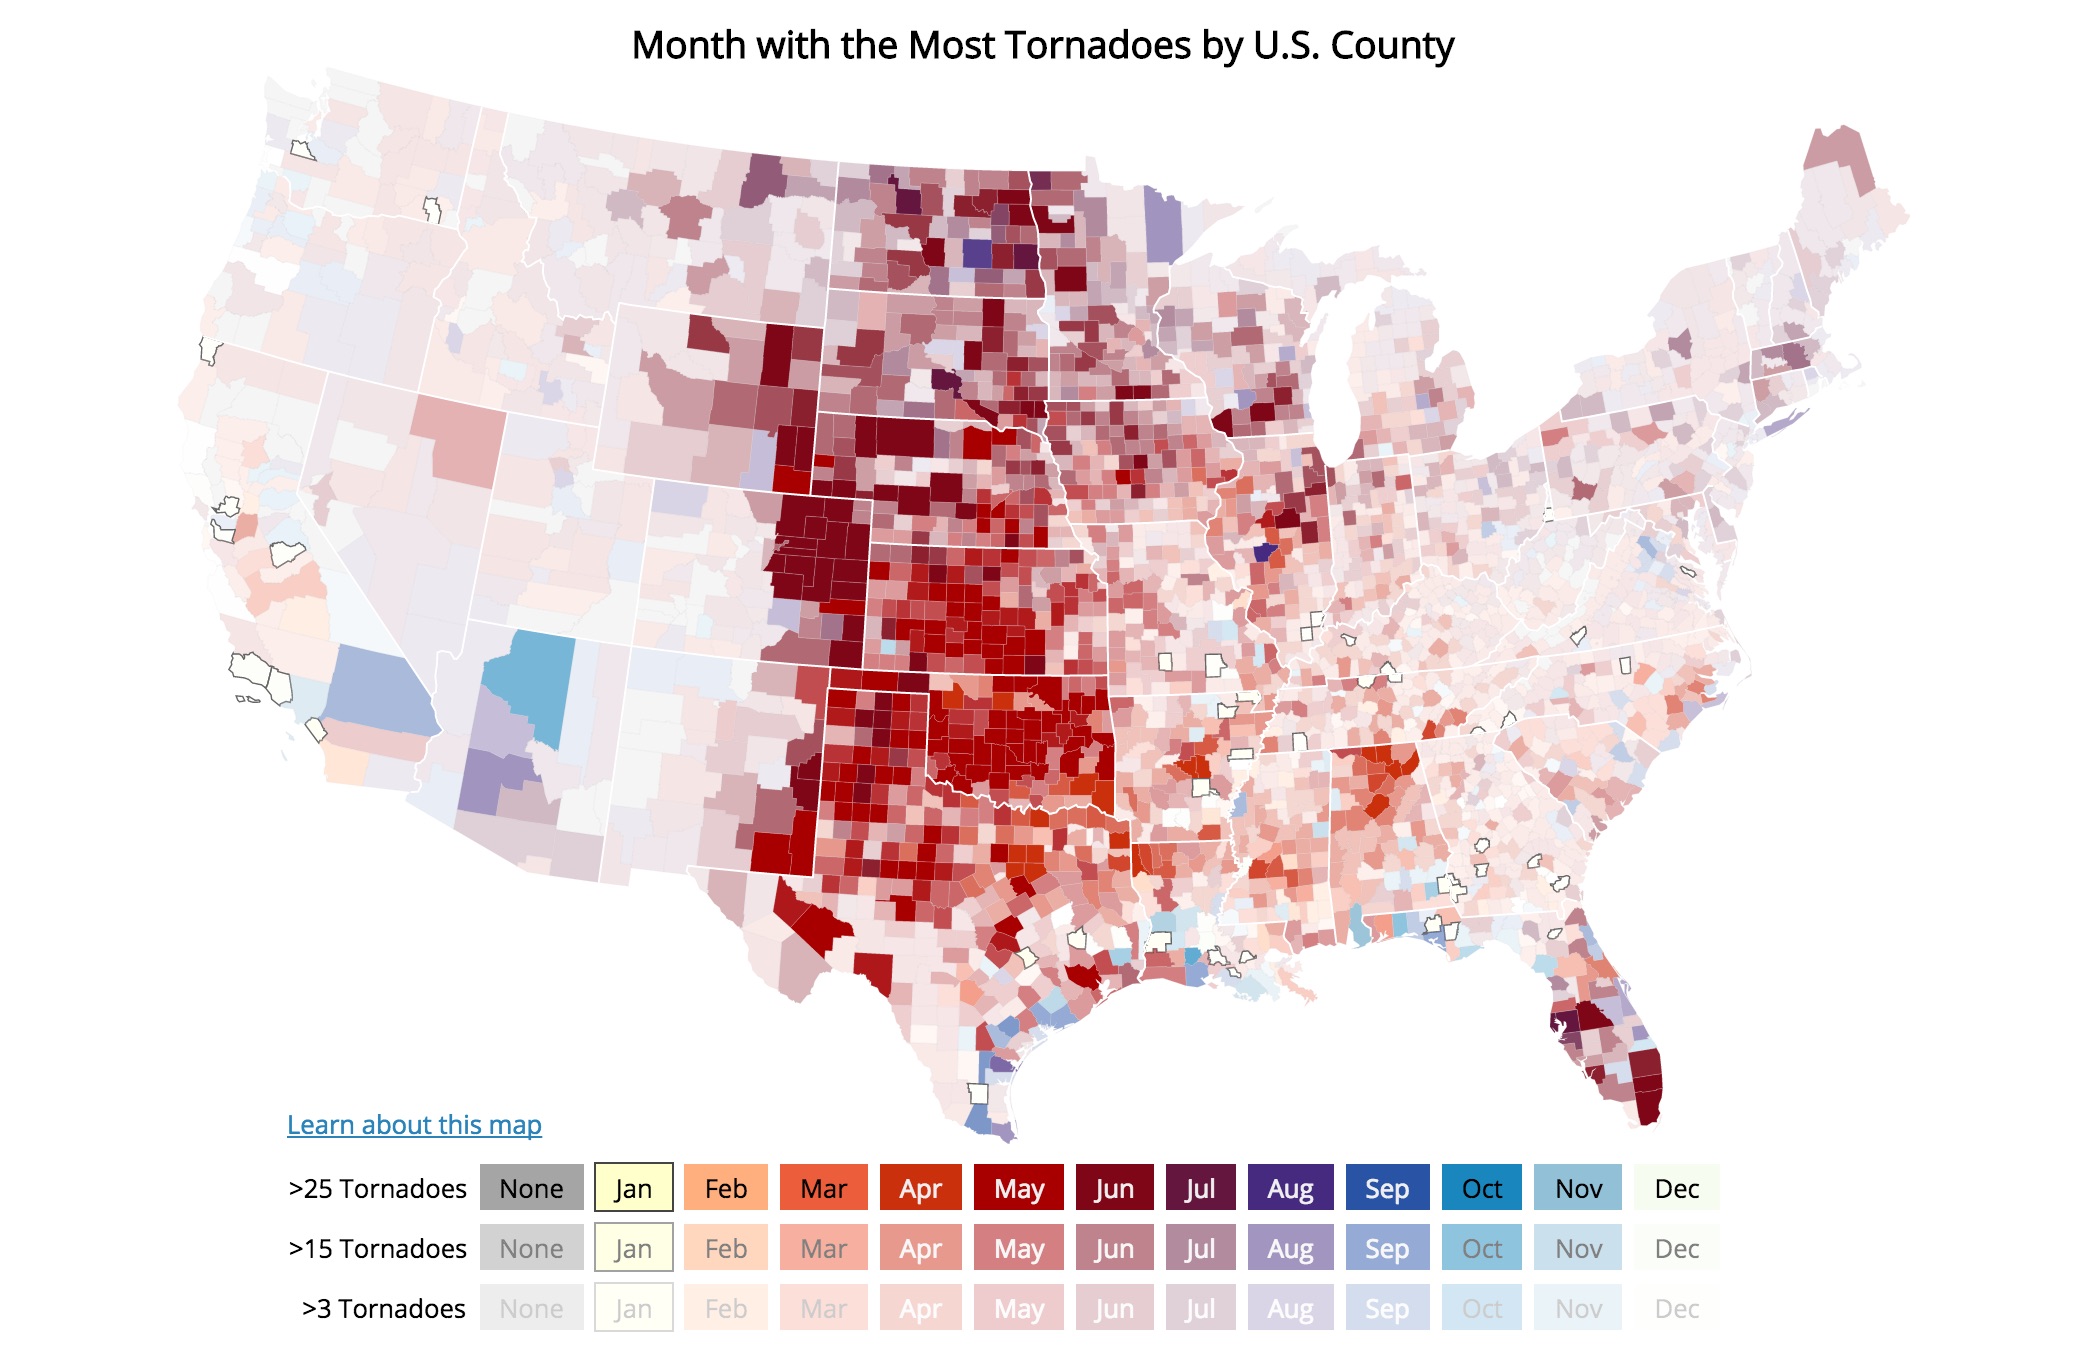 Month with the Most Tornadoes by U.S. County
Learn about this map
>25 Tornadoes None Jan Feb Mar Apr May Jun Jul Aug Sep Oct Nov Dec
>15 Tornadoes None Jan Feb Mar Apr May Jun Jul Aug Sep Oct Nov Dec
>3 Tornadoes None Jan Feb Mar Apr May Jun Jul Aug Sep Oct Nov Dec